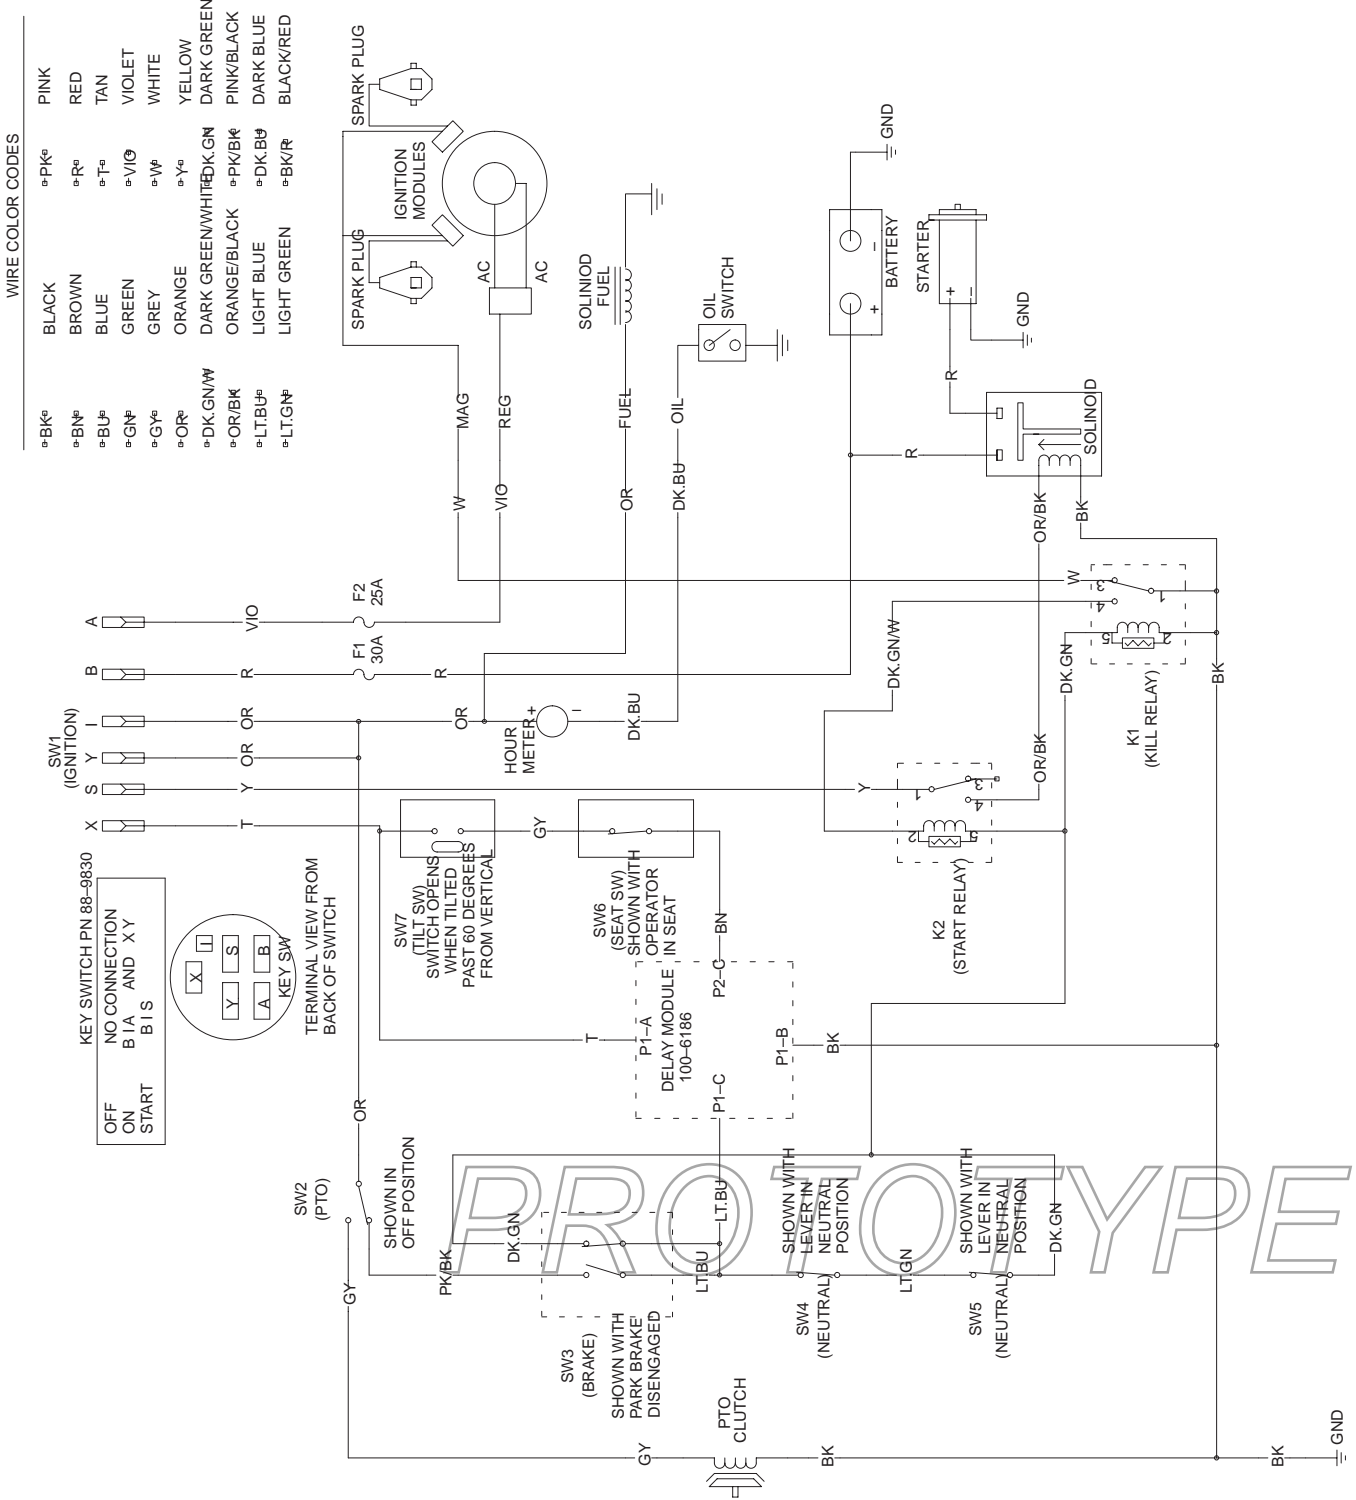 WIRE COLOR CODES
BK BLACK PK PINK
BN BROWN R RED
BU BLUE T TAN
GN GREEN VIO VIOLET
GY GREY W WHITE
OR ORANGE Y YELLOW
DK.GN/W DARK GREEN/WHITE DK.GN DARK GREEN
OR/BK ORANGE/BLACK PK/BK PINK/BLACK
LT.BU LIGHT BLUE DK.BU DARK BLUE
LT.GN LIGHT GREEN BK/R BLACK/RED
SPARK PLUG
SPARK PLUG
IGNITION
MODULES
AC
AC
SOLINIOD
FUEL
OIL
SWITCH
BATTERY
+
–
GND
STARTER
+
–
GND
R
SOLINOID
R
MAG
REG
FUEL
OIL
W
VIO
OR
DK.BU
OR/BK
BK
SW1
(IGNITION)
A
B
I
Y
S
X
VIO
R
OR
OR
Y
T
F2
25A
F1
30A
R
OR
HOUR
METER
+
–
DK.BU
W
3
4
1
5
2
K1
(KILL RELAY)
DK.GN/W
DK.GN
BK
OR/BK
Y
1
3
4
2
5
K2
(START RELAY)
KEY SWITCH PN 88–9830
OFF NO CONNECTION
ON B I A AND X Y
START B I S
X
I
Y
S
A
B
KEY SW
TERMINAL VIEW FROM
BACK OF SWITCH
SW7
(TILT SW)
SWITCH OPENS
WHEN TILTED
PAST 60 DEGREES
FROM VERTICAL
GY
SW6
(SEAT SW)
SHOWN WITH
OPERATOR
IN SEAT
BN
T
P1–A
DELAY MODULE
100–6186
P2–C
P1–C
P1–B
BK
OR
SW2
(PTO)
SHOWN IN
OFF POSITION
GY
PK/BK
DK.GN
SW3
(BRAKE)
SHOWN WITH
PARK BRAKE
DISENGAGED
LT.BU
LT.BU
SHOWN WITH
LEVER IN
NEUTRAL
POSITION
SW4
(NEUTRAL)
LT.GN
SHOWN WITH
LEVER IN
NEUTRAL
POSITION
SW5
(NEUTRAL)
DK.GN
PROTOTYPE
GY
PTO
CLUTCH
BK
BK
GND